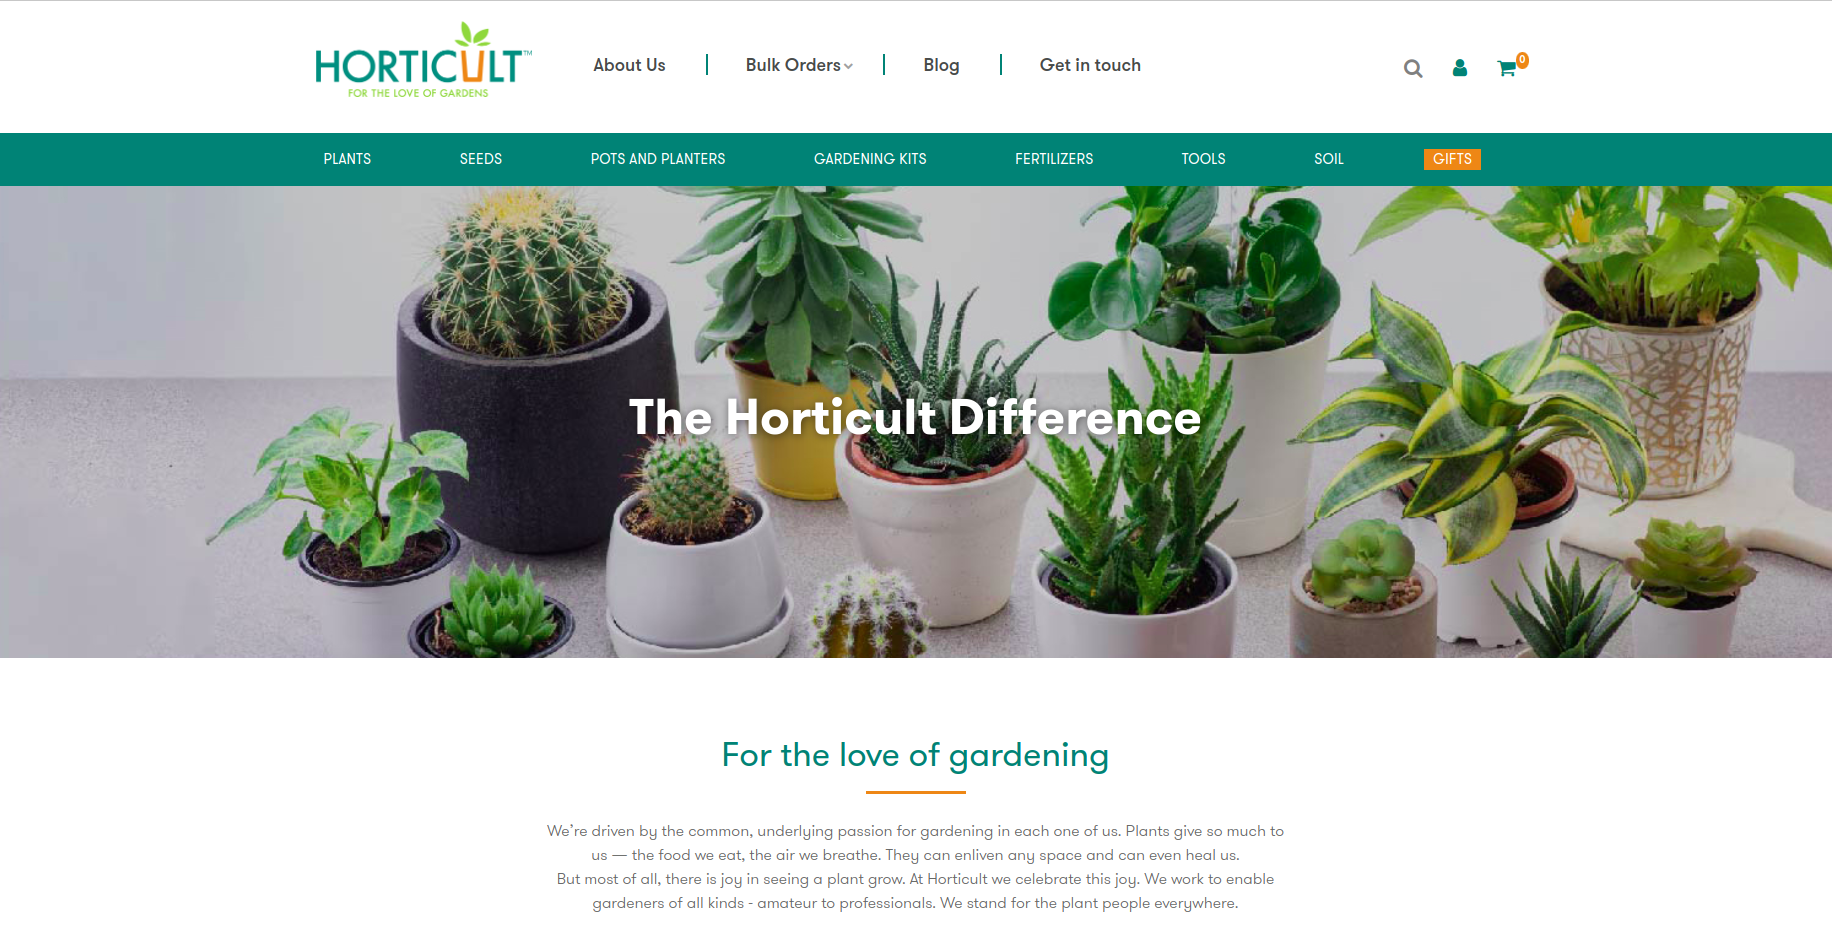 HORTICULT™
FOR THE LOVE OF GARDENS
About Us
Bulk Orders
Blog
Get in touch
0
PLANTS
SEEDS
POTS AND PLANTERS
GARDENING KITS
FERTILIZERS
TOOLS
SOIL
GIFTS
The Horticult Difference
For the love of gardening
We’re driven by the common, underlying passion for gardening in each one of us. Plants give so much to
us — the food we eat, the air we breathe. They can enliven any space and can even heal us.
But most of all, there is joy in seeing a plant grow. At Horticult we celebrate this joy. We work to enable
gardeners of all kinds - amateur to professionals. We stand for the plant people everywhere.